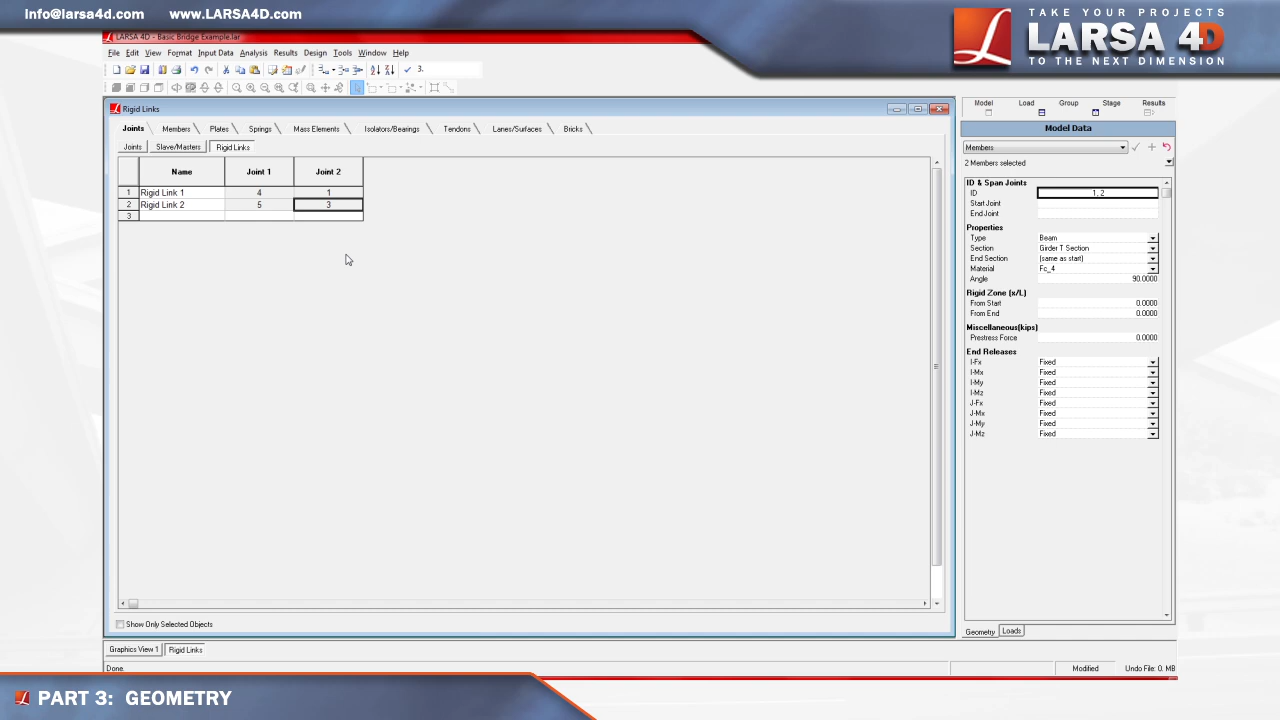 Info@larsa4d.com www.LARSA4D.com
TAKE YOUR PROJECTS
LARSA 4D
TO THE NEXT DIMENSION
LARSA 4D - Basic Bridge Example.lar
File Edit View Format Input Data Analysis Results Design Tools Window Help
3.
Rigid Links
Joints Members Plates Springs Mass Elements Isolators/Bearings Tendons Lanes/Surfaces Bricks
Joints Slave/Masters Rigid Links
Name Joint 1 Joint 2
1 Rigid Link 1 4 1
2 Rigid Link 2 5 3
3
Show Only Selected Objects
Graphics View 1 Rigid Links
Done.
Model Load Group Stage Results
Model Data
Members
2 Members selected
ID & Span Joints
ID 1, 2
Start Joint
End Joint
Properties
Type Beam
Section Girder T Section
End Section (same as start)
Material Fc_4
Angle 90.0000
Rigid Zone (x/L)
From Start 0.0000
From End 0.0000
Miscellaneous(kips)
Prestress Force 0.0000
End Releases
I-Fx Fixed
I-Mx Fixed
I-My Fixed
I-Mz Fixed
J-Fx Fixed
J-Mx Fixed
J-My Fixed
J-Mz Fixed
Geometry Loads
Modified Undo File: 0. MB
PART 3: GEOMETRY